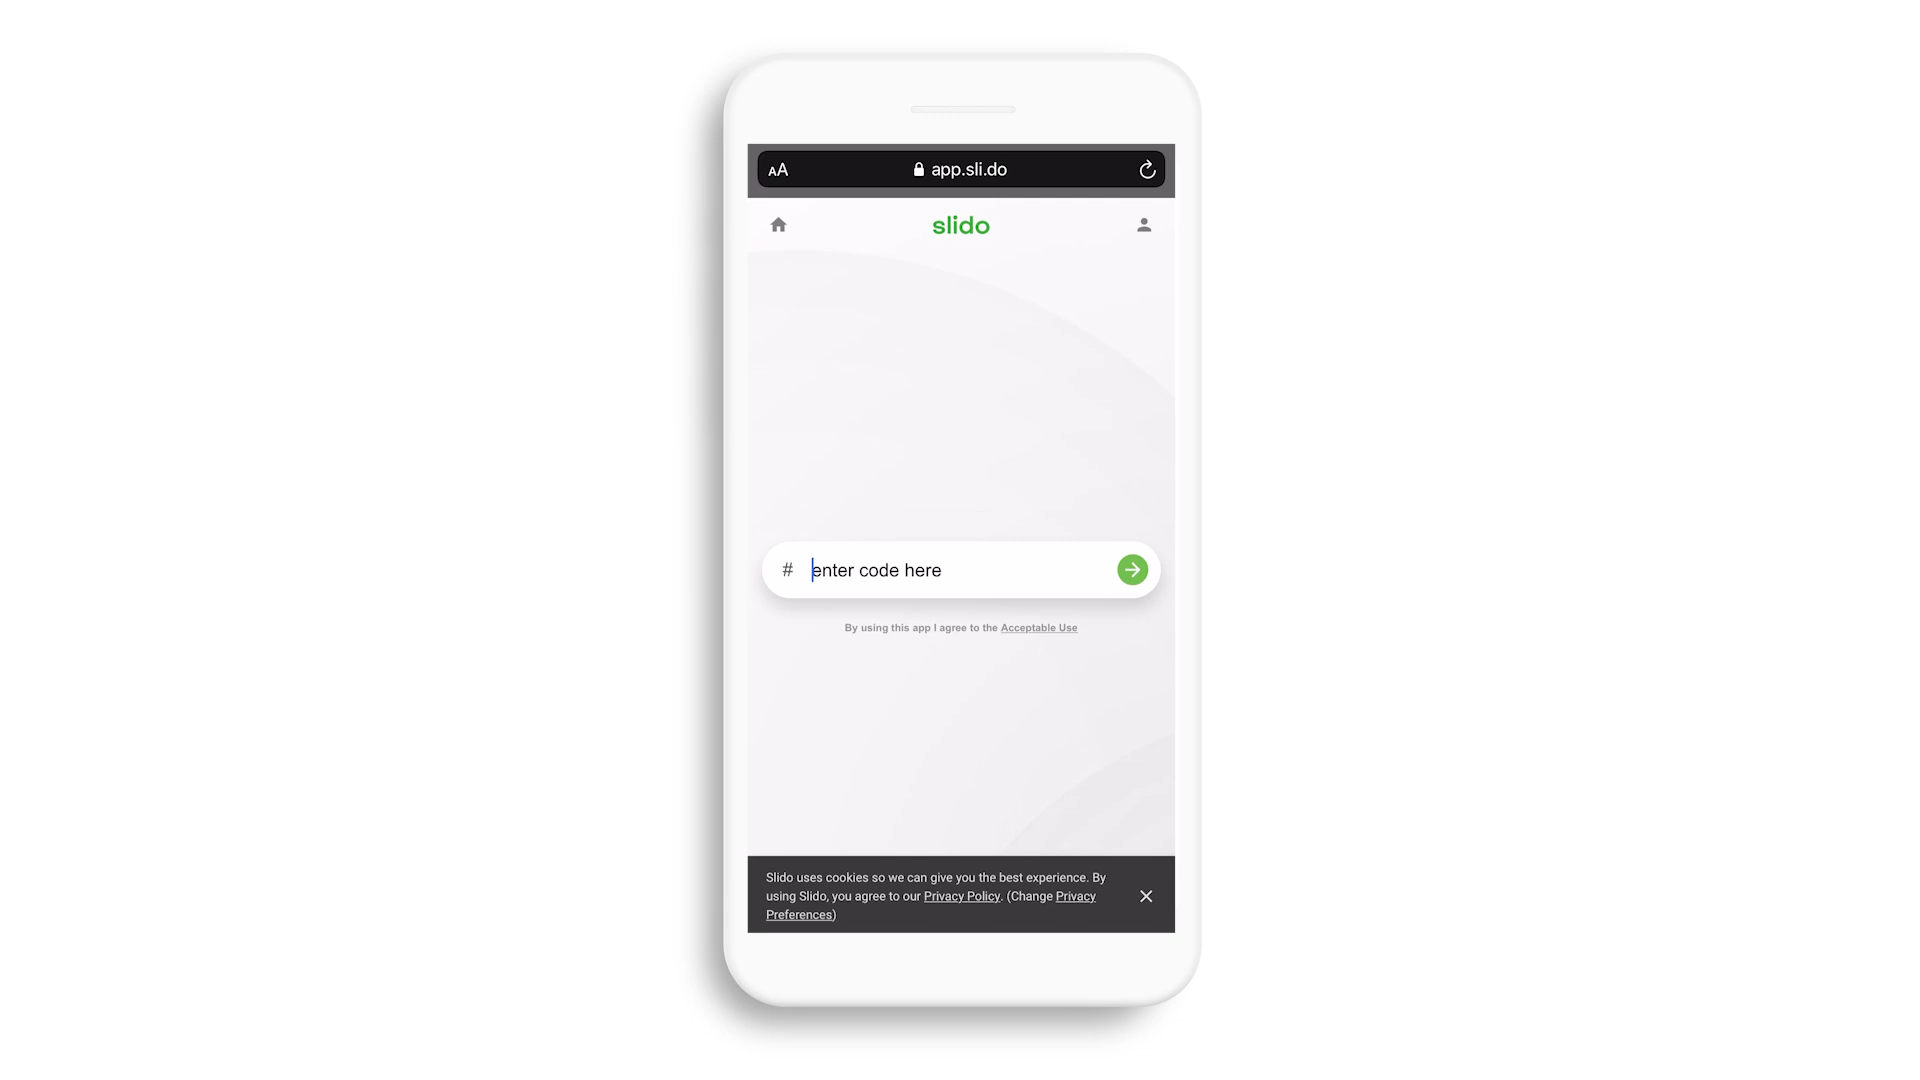 AA app.sli.do
slido
# enter code here
By using this app I agree to the Acceptable Use
Slido uses cookies so we can give you the best experience. By
using Slido, you agree to our Privacy Policy. (Change Privacy
Preferences)